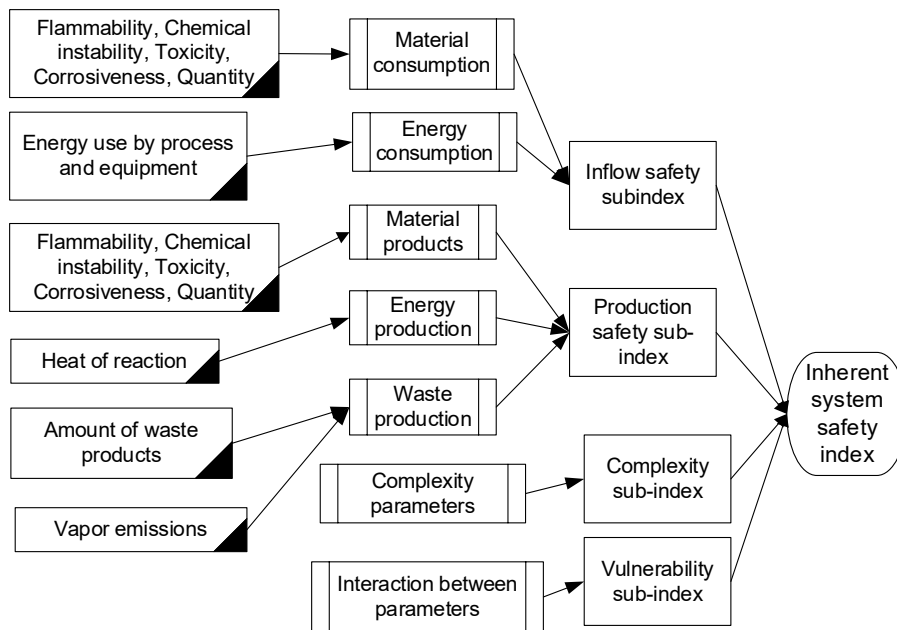 Flammability, Chemical
instability, Toxicity,
Corrosiveness, Quantity
Material
consumption
Energy use by process
and equipment
Energy
consumption
Inflow safety
subindex
Flammability, Chemical
instability, Toxicity,
Corrosiveness, Quantity
Material
products
Energy
production
Production
safety sub-
index
Heat of reaction
Waste
production
Inherent
system
safety
index
Amount of waste
products
Complexity
parameters
Complexity
sub-index
Vapor emissions
Interaction between
parameters
Vulnerability
sub-index